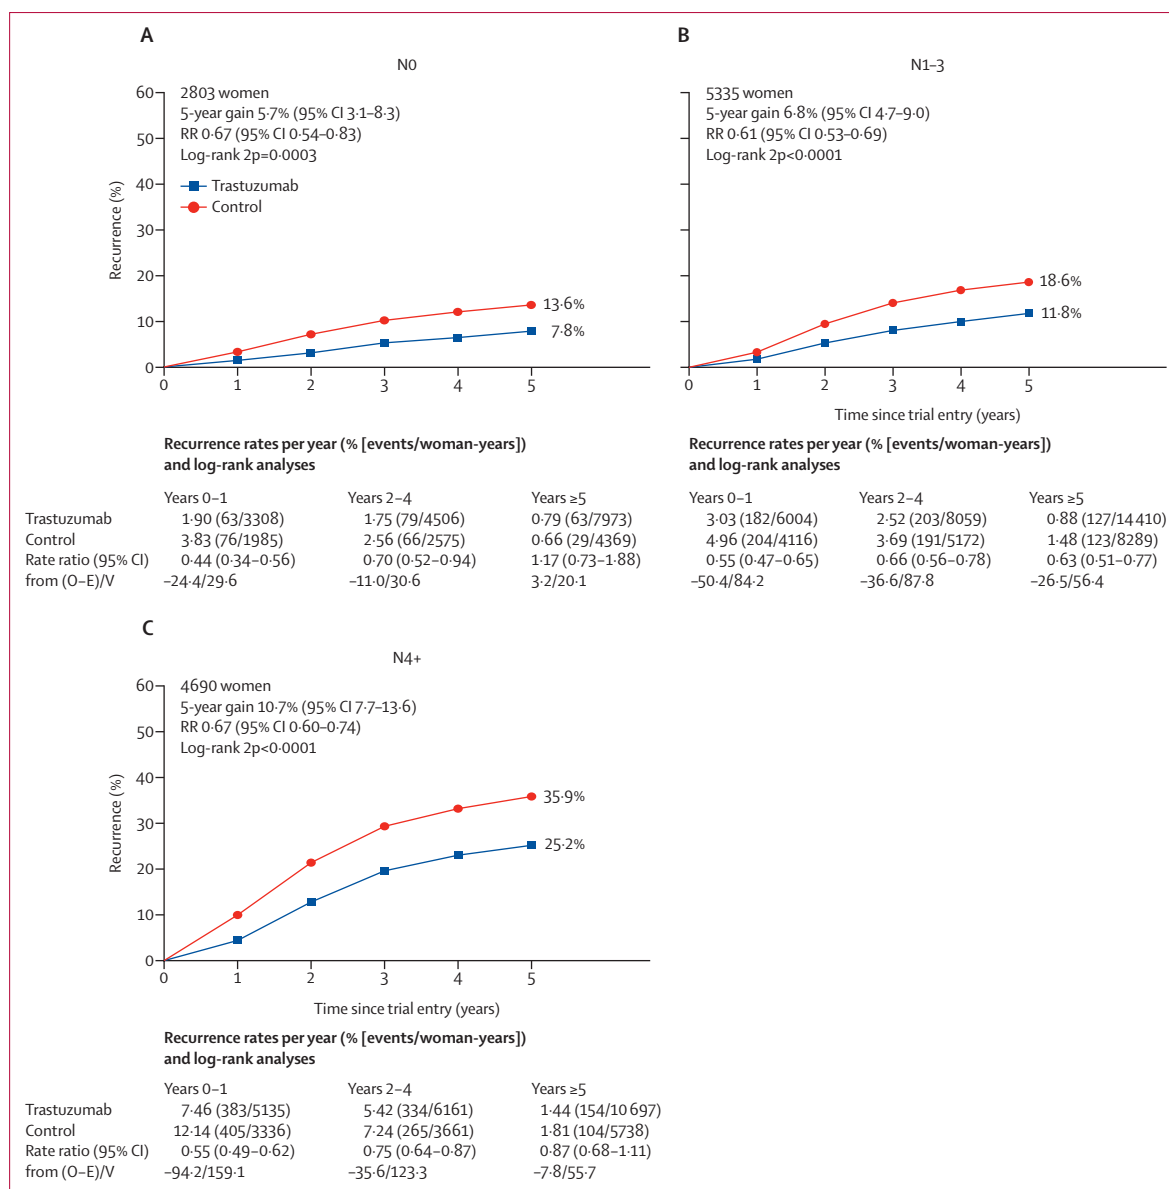 A
N0
60
50
40
30
20
10
0
Recurrence (%)
2803 women
5-year gain 5·7% (95% CI 3·1–8·3)
RR 0·67 (95% CI 0·54–0·83)
Log-rank 2p=0·0003
Trastuzumab
Control
13·6%
7·8%
0 1 2 3 4 5
Recurrence rates per year (% [events/woman-years])
and log-rank analyses
Years 0–1 Years 2–4 Years ≥5
Trastuzumab 1·90 (63/3308) 1·75 (79/4506) 0·79 (63/7973)
Control 3·83 (76/1985) 2·56 (66/2575) 0·66 (29/4369)
Rate ratio (95% CI) 0·44 (0·34–0·56) 0·70 (0·52–0·94) 1·17 (0·73–1·88)
from (O–E)/V –24·4/29·6 –11·0/30·6 3·2/20·1
B
N1–3
5335 women
5-year gain 6·8% (95% CI 4·7–9·0)
RR 0·61 (95% CI 0·53–0·69)
Log-rank 2p<0·0001
18·6%
11·8%
0 1 2 3 4 5
Time since trial entry (years)
Recurrence rates per year (% [events/woman-years])
and log-rank analyses
Years 0–1 Years 2–4 Years ≥5
3·03 (182/6004) 2·52 (203/8059) 0·88 (127/14 410)
4·96 (204/4116) 3·69 (191/5172) 1·48 (123/8289)
0·55 (0·47–0·65) 0·66 (0·56–0·78) 0·63 (0·51–0·77)
–50·4/84·2 –36·6/87·8 –26·5/56·4
C
N4+
60
50
40
30
20
10
0
Recurrence (%)
4690 women
5-year gain 10·7% (95% CI 7·7–13·6)
RR 0·67 (95% CI 0·60–0·74)
Log-rank 2p<0·0001
35·9%
25·2%
0 1 2 3 4 5
Time since trial entry (years)
Recurrence rates per year (% [events/woman-years])
and log-rank analyses
Years 0–1 Years 2–4 Years ≥5
Trastuzumab 7·46 (383/5135) 5·42 (334/6161) 1·44 (154/10 697)
Control 12·14 (405/3336) 7·24 (265/3661) 1·81 (104/5738)
Rate ratio (95% CI) 0·55 (0·49–0·62) 0·75 (0·64–0·87) 0·87 (0·68–1·11)
from (O–E)/V –94·2/159·1 –35·6/123·3 –7·8/55·7